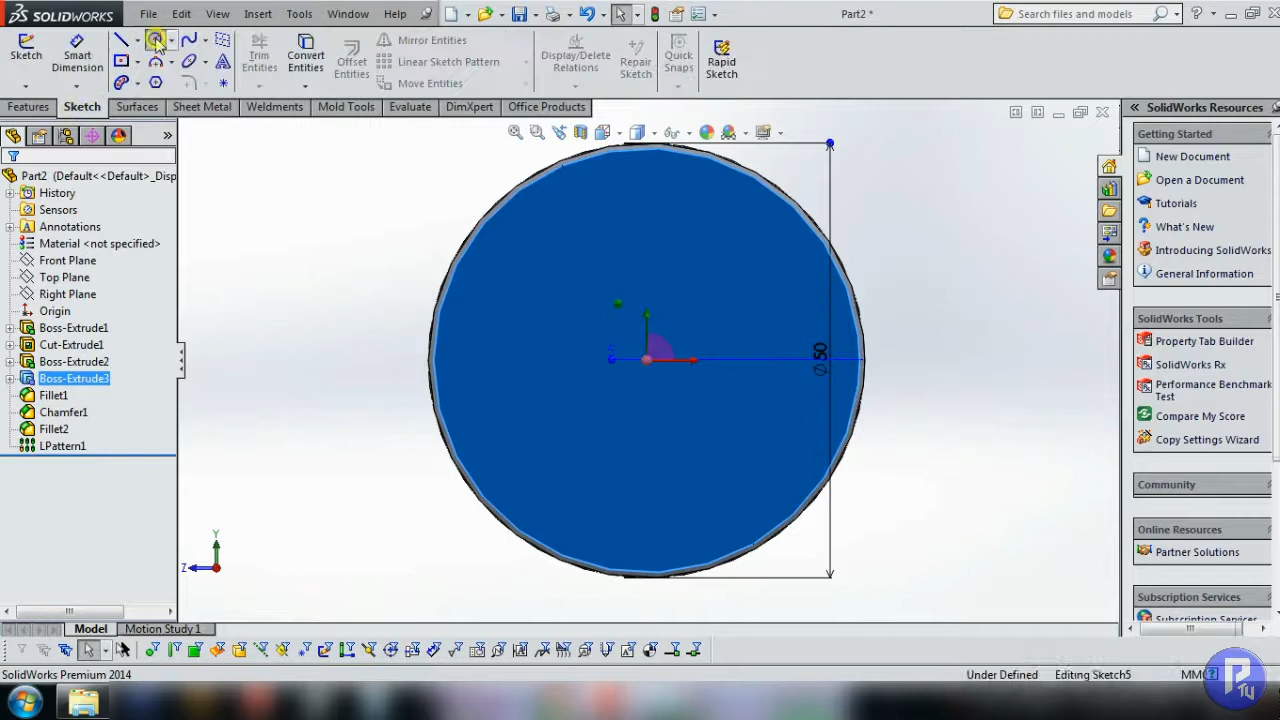 SOLIDWORKS File Edit View Insert Tools Window Help Part2 * Search files and models
Sketch Smart Dimension Trim Entities Convert Entities Offset Entities Mirror Entities Linear Sketch Pattern Move Entities Display/Delete Relations Repair Sketch Quick Snaps Rapid Sketch
Features Sketch Surfaces Sheet Metal Weldments Mold Tools Evaluate DimXpert Office Products
SolidWorks Resources
Getting Started
New Document
Open a Document
Tutorials
What's New
Introducing SolidWorks
General Information
SolidWorks Tools
Property Tab Builder
SolidWorks Rx
Performance Benchmark
Test
Compare My Score
Copy Settings Wizard
Community
Online Resources
Partner Solutions
Subscription Services
Subscription Services
Part2 (Default<<Default>_Disp
History
Sensors
Annotations
Material <not specified>
Front Plane
Top Plane
Right Plane
Origin
Boss-Extrude1
Cut-Extrude1
Boss-Extrude2
Boss-Extrude3
Fillet1
Chamfer1
Fillet2
LPattern1
∅50
Y
Z
Model Motion Study 1
SolidWorks Premium 2014 Under Defined Editing Sketch5